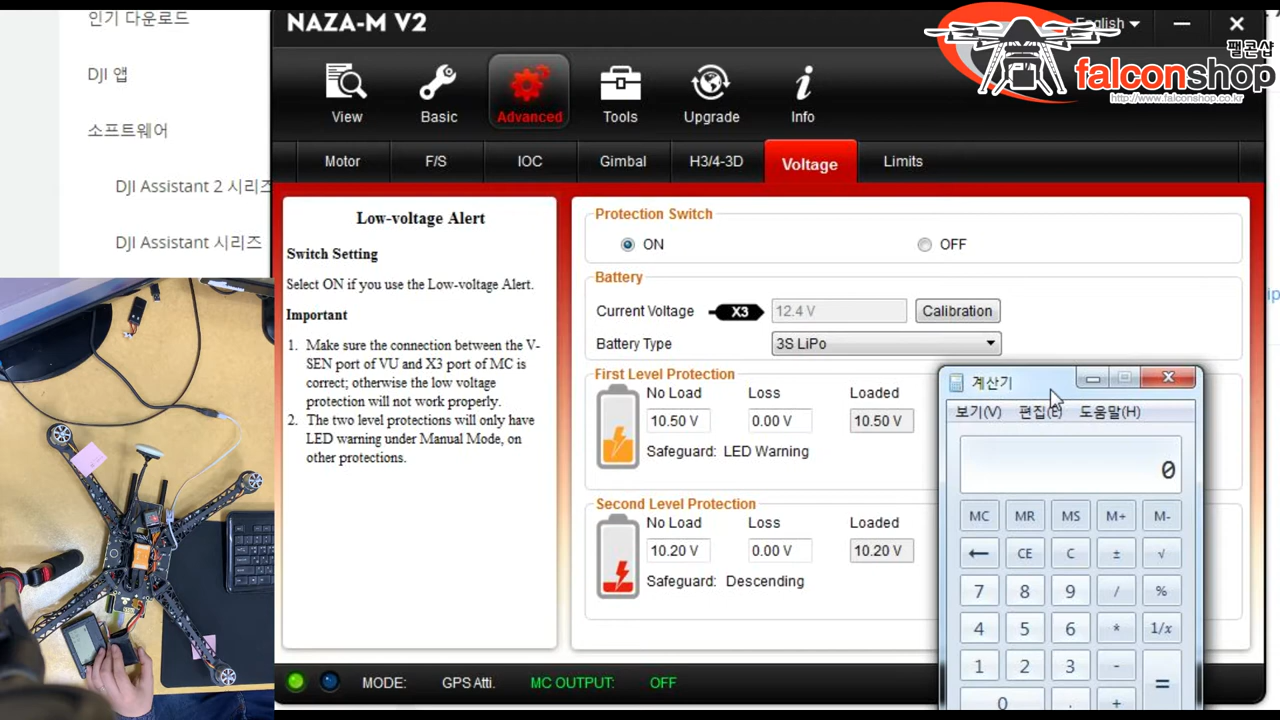 인기 다운로드
DJI 앱
소프트웨어
DJI Assistant 2 시리즈
DJI Assistant 시리즈
NAZA-M V2
English
팰콘샵
falconshop
http://www.falconshop.co.kr
View
Basic
Advanced
Tools
Upgrade
Info
Motor
F/S
IOC
Gimbal
H3/4-3D
Voltage
Limits
Low-voltage Alert
Switch Setting
Select ON if you use the Low-voltage Alert.
Important
1. Make sure the connection between the V-
SEN port of VU and X3 port of MC is
correct; otherwise the low voltage
protection will not work properly.
2. The two level protections will only have
LED warning under Manual Mode, on
other protections.
Protection Switch
ON
OFF
Battery
Current Voltage X3 12.4 V Calibration
Battery Type 3S LiPo
First Level Protection
No Load Loss Loaded
10.50 V 0.00 V 10.50 V
Safeguard: LED Warning
Second Level Protection
No Load Loss Loaded
10.20 V 0.00 V 10.20 V
Safeguard: Descending
계산기
보기(V) 편집(E) 도움말(H)
0
MC MR MS M+ M-
← CE C ± √
7 8 9 / %
4 5 6 * 1/x
1 2 3 - =
0 . +
MODE: GPS Atti. MC OUTPUT: OFF